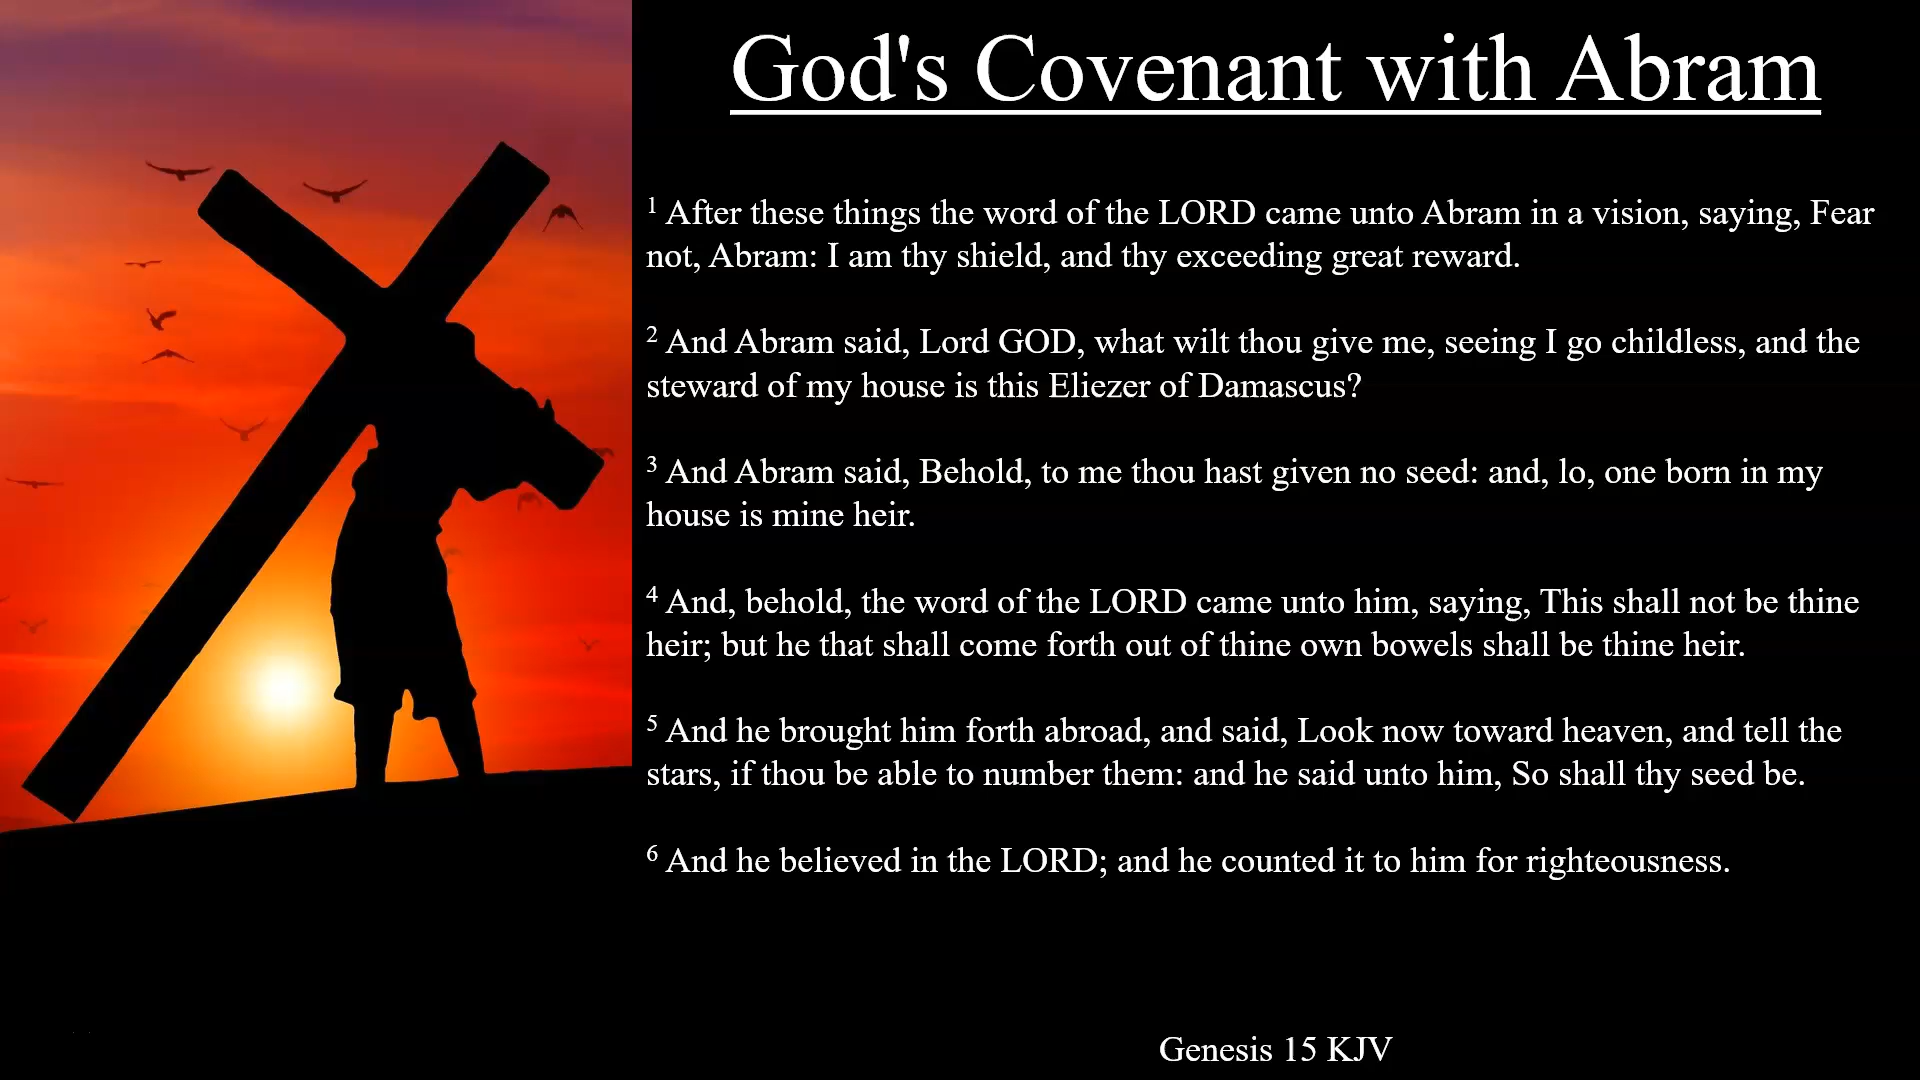 God's Covenant with Abram
1 After these things the word of the LORD came unto Abram in a vision, saying, Fear
not, Abram: I am thy shield, and thy exceeding great reward.
2 And Abram said, Lord GOD, what wilt thou give me, seeing I go childless, and the
steward of my house is this Eliezer of Damascus?
3 And Abram said, Behold, to me thou hast given no seed: and, lo, one born in my
house is mine heir.
4 And, behold, the word of the LORD came unto him, saying, This shall not be thine
heir; but he that shall come forth out of thine own bowels shall be thine heir.
5 And he brought him forth abroad, and said, Look now toward heaven, and tell the
stars, if thou be able to number them: and he said unto him, So shall thy seed be.
6 And he believed in the LORD; and he counted it to him for righteousness.
Genesis 15 KJV